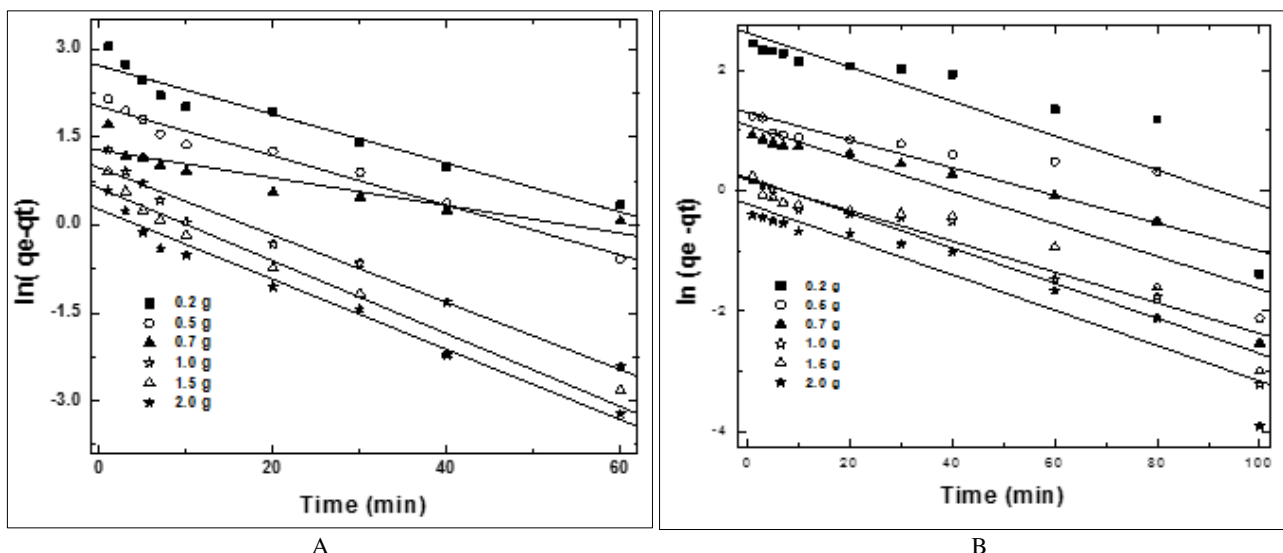 3.0
1.5
0.0
-1.5
-3.0
ln( qe-qt)
0.2 g
0.5 g
0.7 g
1.0 g
1.5 g
2.0 g
0 20 40 60
Time (min)
A
2
0
-2
-4
ln (qe -qt)
0.2 g
0.5 g
0.7 g
1.0 g
1.5 g
2.0 g
0 20 40 60 80 100
Time (min)
B